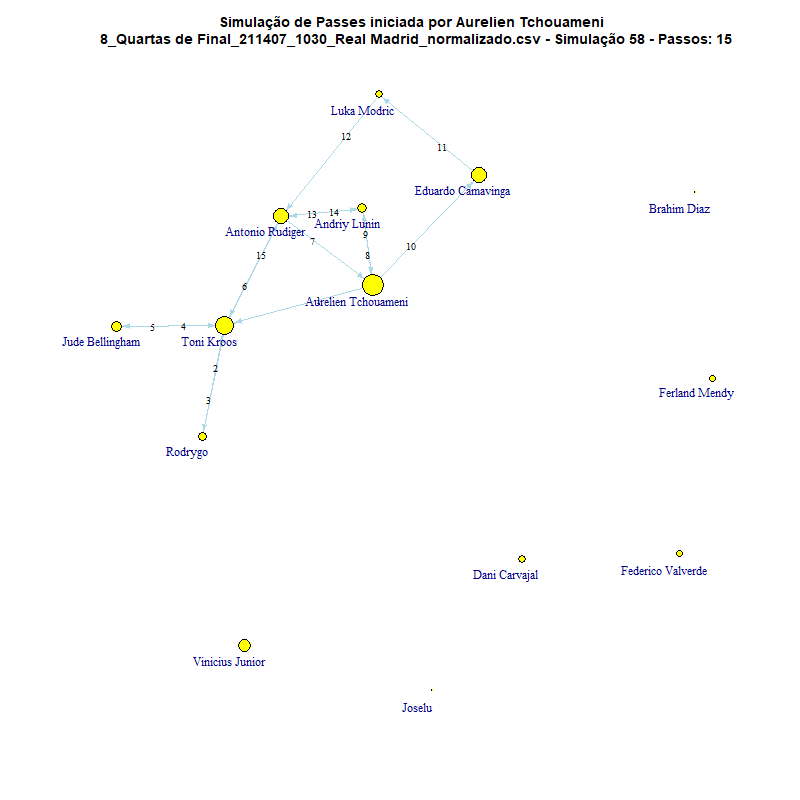 Simulação de Passes iniciada por Aurelien Tchouameni
8_Quartas de Final_211407_1030_Real Madrid_normalizado.csv - Simulação 58 - Passos: 15
Luka Modric
12
11
Eduardo Camavinga
Brahim Diaz
13
14
Andriy Lunin
Antonio Rudiger
9
7
10
15
8
6
Aurelien Tchouameni
5
4
Jude Bellingham
Toni Kroos
2
Ferland Mendy
3
Rodrygo
Dani Carvajal
Federico Valverde
Vinicius Junior
Joselu